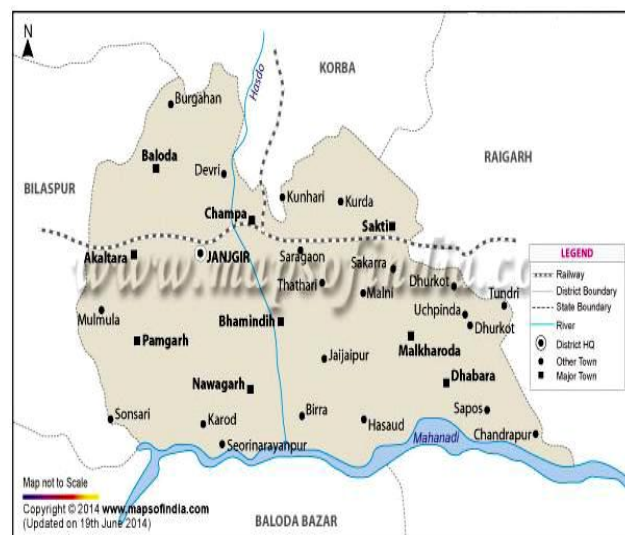 N
KORBA
Hasdo
Burgahan
RAIGARH
Baloda
Devri
BILASPUR
Kunhari
Kurda
Champa
Sakti
Akaltara
JANJGIR
Saragaon
Sakarra
www.mapsofindia.com
Thathari
Malni
Dhurkot
Tundri
Uchpinda
Dhurkot
Mulmula
Bhamindih
Pamgarh
Malkharoda
Jaijaipur
Dhabara
Nawagarh
Sonsari
Karod
Birra
Hasaud
Sapos
Seorinarayanpur
Mahanadi
Chandrapur
BALODA BAZAR
LEGEND
Railway
District Boundary
State Boundary
River
District HQ
Other Town
Major Town
Map not to Scale
Copyright © 2014 www.mapsofindia.com
(Updated on 19th June 2014)